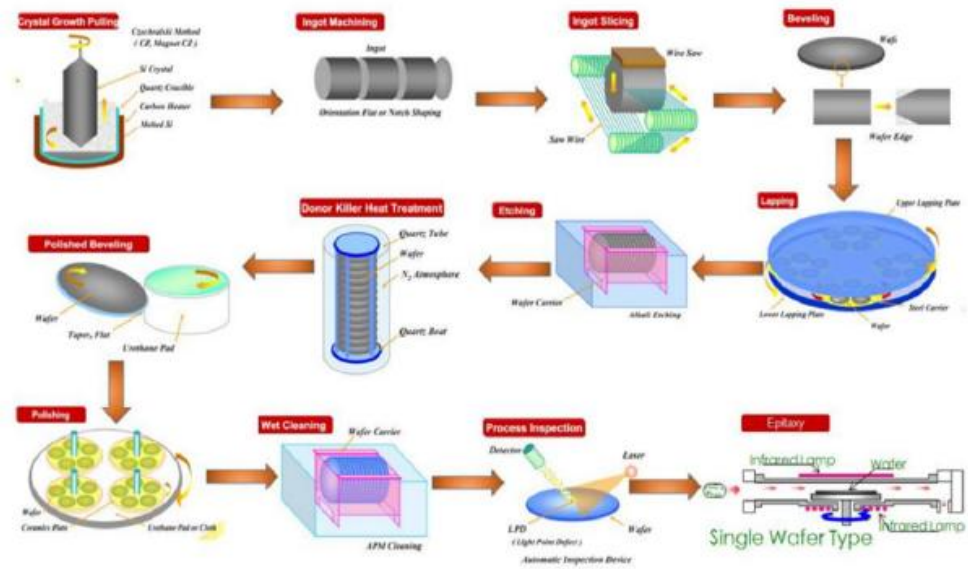 Crystal Growth Pulling
Czochralski Method
( CZ, Magnet CZ )
Si Crystal
Quartz Crucible
Carbon Heater
Melted Si
Ingot Machining
Ingot
Orientation Flat or Notch Shaping
Ingot Slicing
Wire Saw
Saw Wire
Beveling
Wafer Edge
Lapping
Upper Lapping Plate
Lower Lapping Plate
Steel Carrier
Wafer
Etching
Wafer Carrier
Alkali Etching
Donor Killer Heat Treatment
Quartz Tube
Wafer
N2 Atmosphere
Quartz Boat
Polished Beveling
Wafer
Taper, Flat
Urethane Pad
Polishing
Wafer
Ceramics Plate
Urethane Pad or Cloth
Wet Cleaning
Wafer Carrier
APM Cleaning
Process Inspection
Detector
Laser
LPD
( Light Point Defect )
Wafer
Automatic Inspection Device
Epitaxy
Infrared Lamp
Wafer
Infrared Lamp
Single Wafer Type